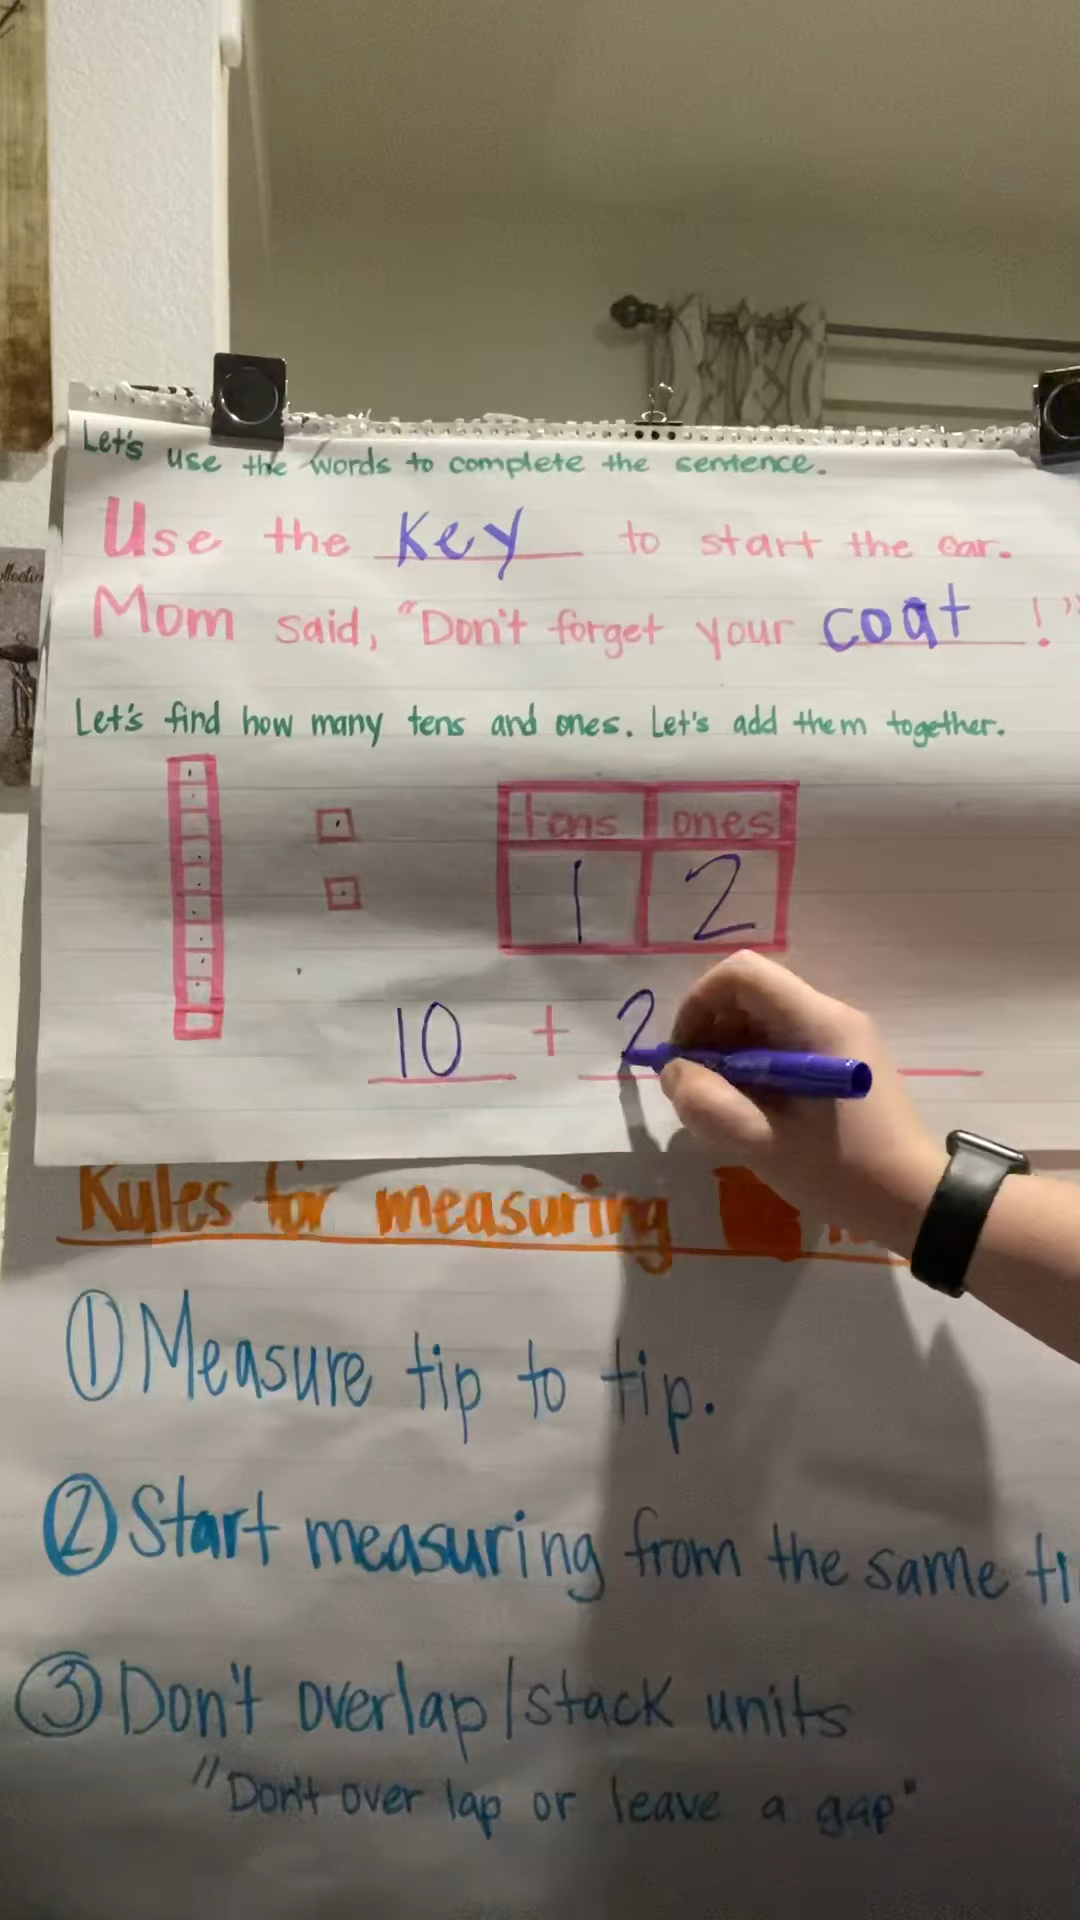 Let's use the words to complete the sentence.
Use the key to start the car.
Mom said, "Don't forget your coat!"
Let's find how many tens and ones. Let's add them together.
tens ones
1 2
10 + 2
Rules for measuring
① Measure tip to tip.
② Start measuring from the same
③ Don't overlap/stack units
"Don't over lap or leave a gap"